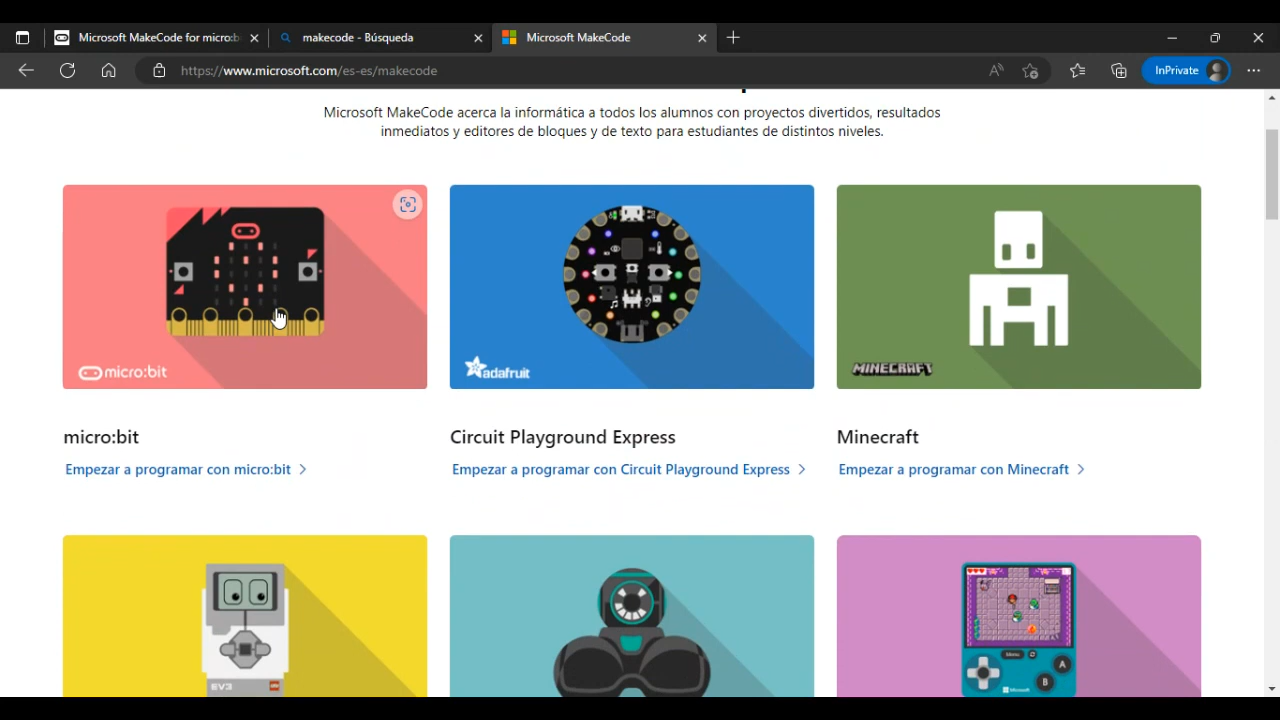 Microsoft MakeCode for micro:b
makecode - Búsqueda
Microsoft MakeCode
https://www.microsoft.com/es-es/makecode
InPrivate
Microsoft MakeCode acerca la informática a todos los alumnos con proyectos divertidos, resultados
inmediatos y editores de bloques y de texto para estudiantes de distintos niveles.
micro:bit
adafruit
MINECRAFT
micro:bit
Circuit Playground Express
Minecraft
Empezar a programar con micro:bit
Empezar a programar con Circuit Playground Express
Empezar a programar con Minecraft
EV3
Menu
A
B
Microsoft